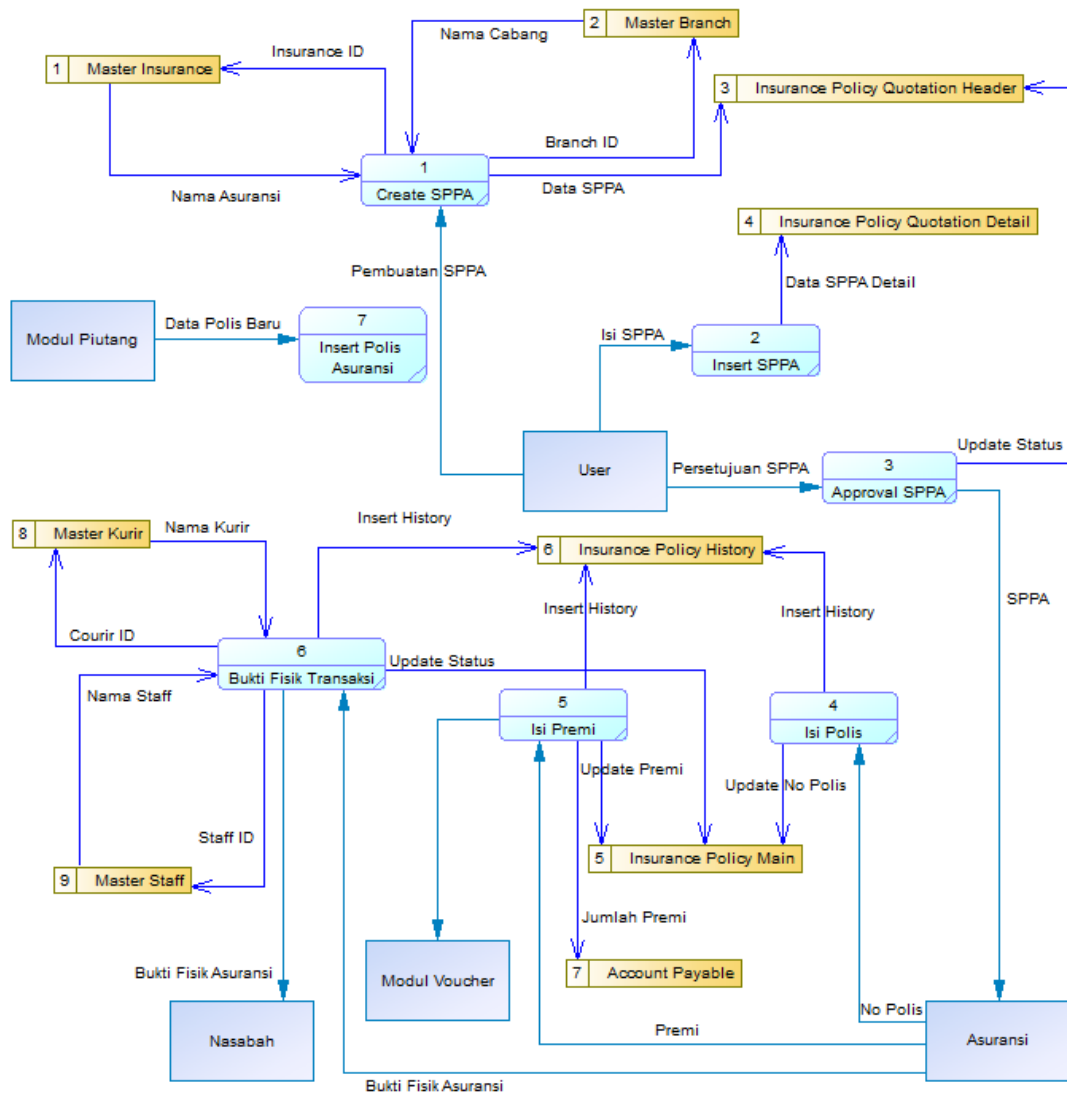 2 Master Branch
Nama Cabang
Insurance ID
1 Master Insurance
3 Insurance Policy Quotation Header
Branch ID
1
Create SPPA
Data SPPA
Nama Asuransi
4 Insurance Policy Quotation Detail
Pembuatan SPPA
Data SPPA Detail
Modul Piutang
Data Polis Baru
7
Insert Polis
Asuransi
Isi SPPA
2
Insert SPPA
User
Persetujuan SPPA
3
Approval SPPA
Update Status
8 Master Kurir
Nama Kurir
Insert History
6 Insurance Policy History
Insert History
Insert History
SPPA
Courir ID
6
Bukti Fisik Transaksi
Update Status
Nama Staff
5
Isi Premi
4
Isi Polis
Update Premi
Update No Polis
Staff ID
5 Insurance Policy Main
9 Master Staff
Jumlah Premi
Bukti Fisik Asuransi
Modul Voucher
7 Account Payable
Nasabah
No Polis
Premi
Asuransi
Bukti Fisik Asuransi